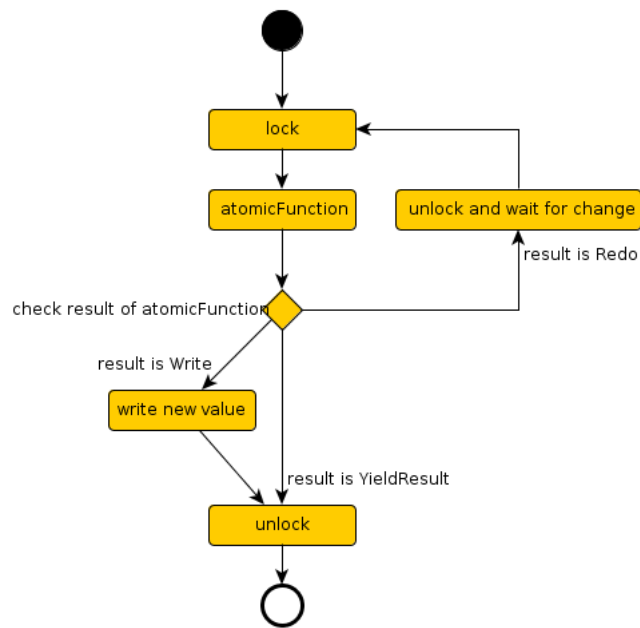 lock
atomicFunction
unlock and wait for change
result is Redo
check result of atomicFunction
result is Write
write new value
result is YieldResult
unlock